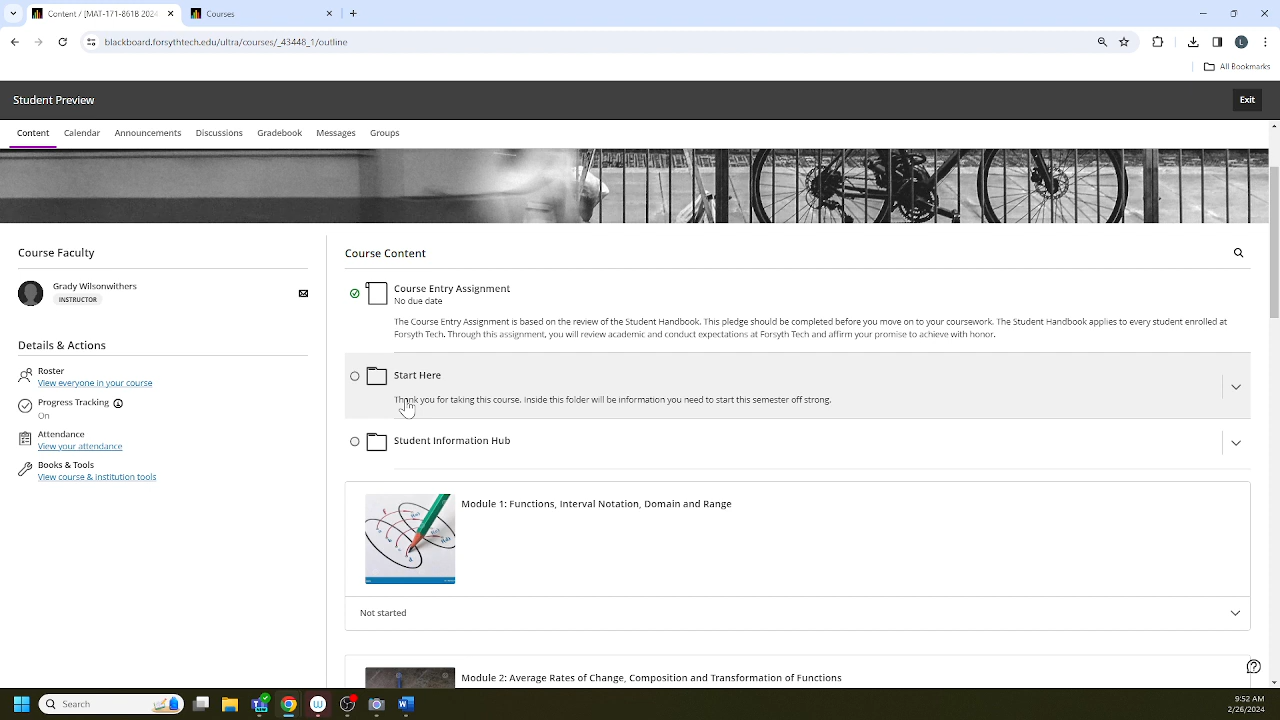 Content / [MAT-171-861B 2024
Courses
blackboard.forsythtech.edu/ultra/courses/_43448_1/outline
All Bookmarks
Student Preview
Exit
Content
Calendar
Announcements
Discussions
Gradebook
Messages
Groups
Course Faculty
Grady Wilsonwithers
INSTRUCTOR
Details & Actions
Roster
View everyone in your course
Progress Tracking
On
Attendance
View your attendance
Books & Tools
View course & institution tools
Course Content
Course Entry Assignment
No due date
The Course Entry Assignment is based on the review of the Student Handbook. This pledge should be completed before you move on to your coursework. The Student Handbook applies to every student enrolled at
Forsyth Tech. Through this assignment, you will review academic and conduct expectations at Forsyth Tech and affirm your promise to achieve with honor.
Start Here
Thank you for taking this course. Inside this folder will be information you need to start this semester off strong.
Student Information Hub
Module 1: Functions, Interval Notation, Domain and Range
Not started
Module 2: Average Rates of Change, Composition and Transformation of Functions
Search
9:52 AM
2/26/2024